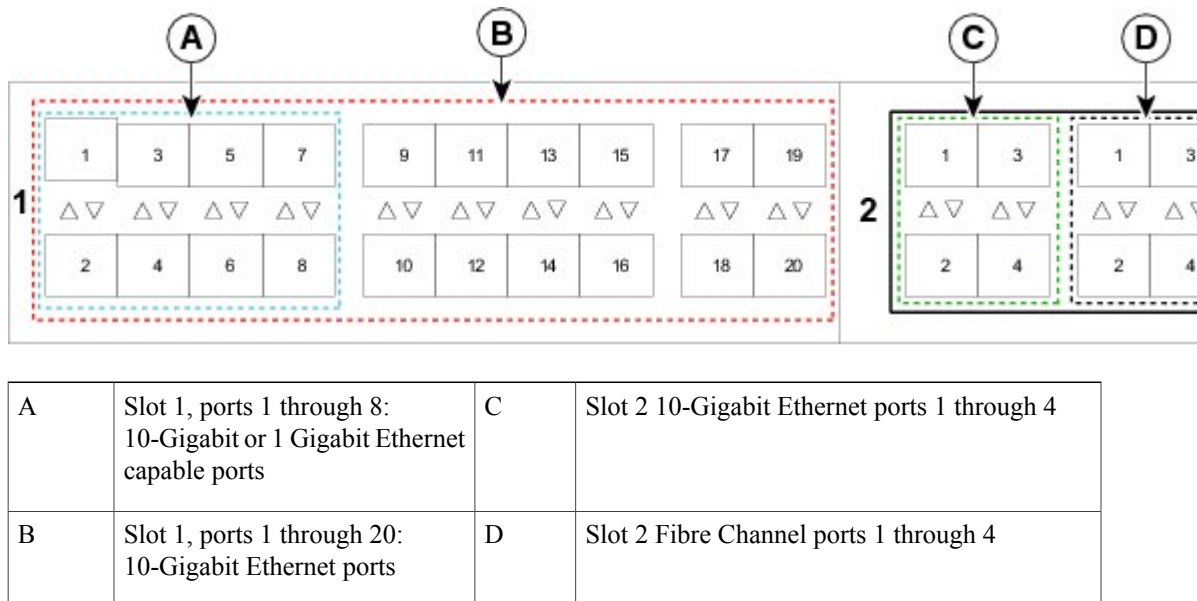 A B C D
1 3 5 7 9 11 13 15 17 19 1 3 1 3
1 2
2 4 6 8 10 12 14 16 18 20 2 4 2 4
A Slot 1, ports 1 through 8: C Slot 2 10-Gigabit Ethernet ports 1 through 4
10-Gigabit or 1 Gigabit Ethernet
capable ports
B Slot 1, ports 1 through 20: D Slot 2 Fibre Channel ports 1 through 4
10-Gigabit Ethernet ports